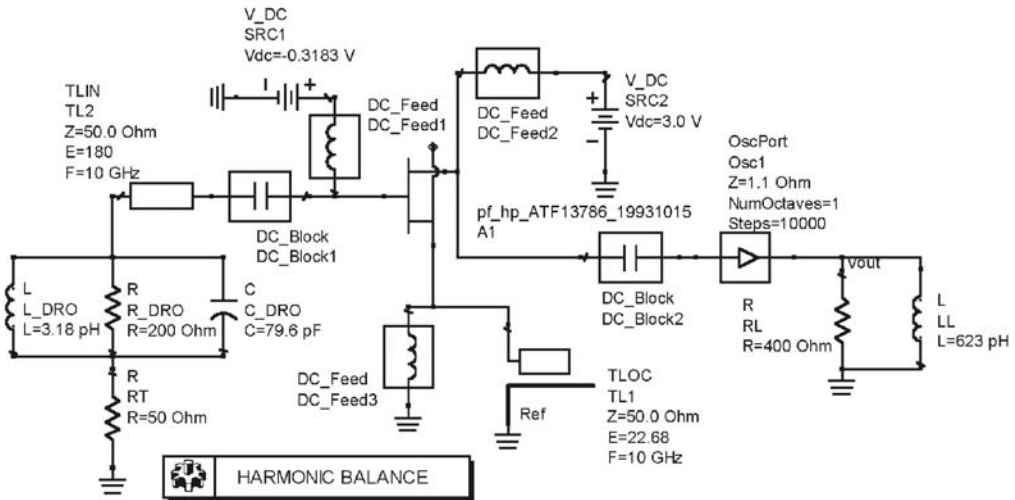 V_DC
SRC1
Vdc=-0.3183 V
- +
TLIN
TL2
Z=50.0 Ohm
E=180
F=10 GHz
DC_Feed
DC_Feed1
DC_Feed
DC_Feed2
+
-
V_DC
SRC2
Vdc=3.0 V
OscPort
Osc1
Z=1.1 Ohm
NumOctaves=1
Steps=10000
pf_hp_ATF13786_19931015
A1
DC_Block
DC_Block1
Vout
DC_Block
DC_Block2
L
L_DRO
L=3.18 pH
R
R_DRO
R=200 Ohm
C
C_DRO
C=79.6 pF
R
RL
R=400 Ohm
L
LL
L=623 pH
R
RT
R=50 Ohm
DC_Feed
DC_Feed3
Ref
TLOC
TL1
Z=50.0 Ohm
E=22.68
F=10 GHz
HARMONIC BALANCE